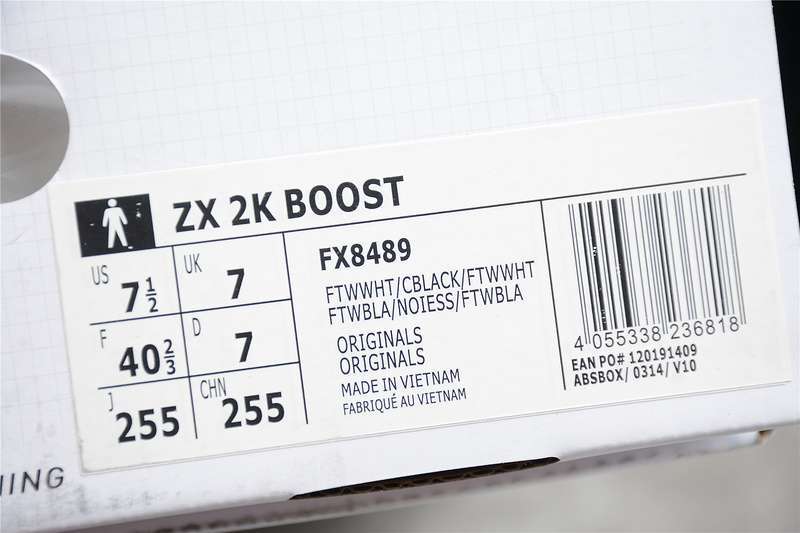 ZX 2K BOOST
US 7 1/2
UK 7
F 40 2/3
D 7
J 255
CHN 255
FX8489
FTWWHT/CBLACK/FTWWHT
FTWBLA/NOIESS/FTWBLA
ORIGINALS
ORIGINALS
MADE IN VIETNAM
FABRIQUÉ AU VIETNAM
4 055338 236818
EAN PO# 120191409
ABSBOX/ 0314/ V10